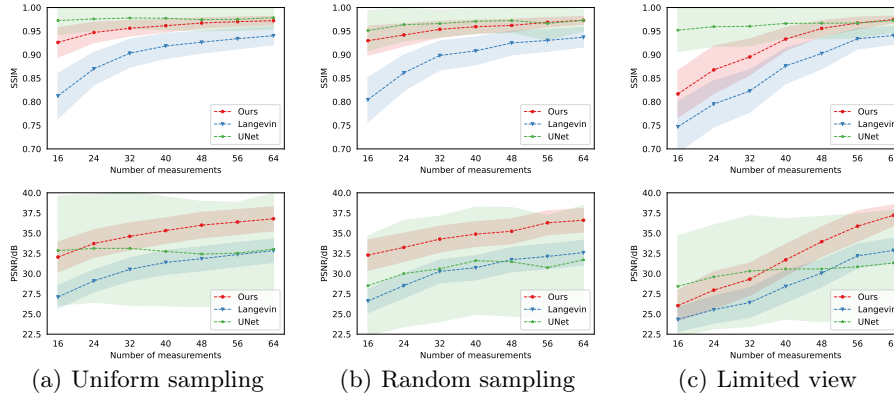 1.00
0.95
0.90
0.85
0.80
0.75
0.70
SSIM
16 24 32 40 48 56 64
Number of measurements
Ours
Langevin
UNet
1.00
0.95
0.90
0.85
0.80
0.75
0.70
SSIM
16 24 32 40 48 56 64
Number of measurements
Ours
Langevin
UNet
1.00
0.95
0.90
0.85
0.80
0.75
0.70
SSIM
16 24 32 40 48 56 64
Number of measurements
Ours
Langevin
UNet
40.0
37.5
35.0
32.5
30.0
27.5
25.0
22.5
PSNR/dB
16 24 32 40 48 56 64
Number of measurements
Ours
Langevin
UNet
40.0
37.5
35.0
32.5
30.0
27.5
25.0
22.5
PSNR/dB
16 24 32 40 48 56 64
Number of measurements
Ours
Langevin
UNet
40.0
37.5
35.0
32.5
30.0
27.5
25.0
22.5
PSNR/dB
16 24 32 40 48 56 6
Number of measurements
Ours
Langevin
UNet
(a) Uniform sampling
(b) Random sampling
(c) Limited view